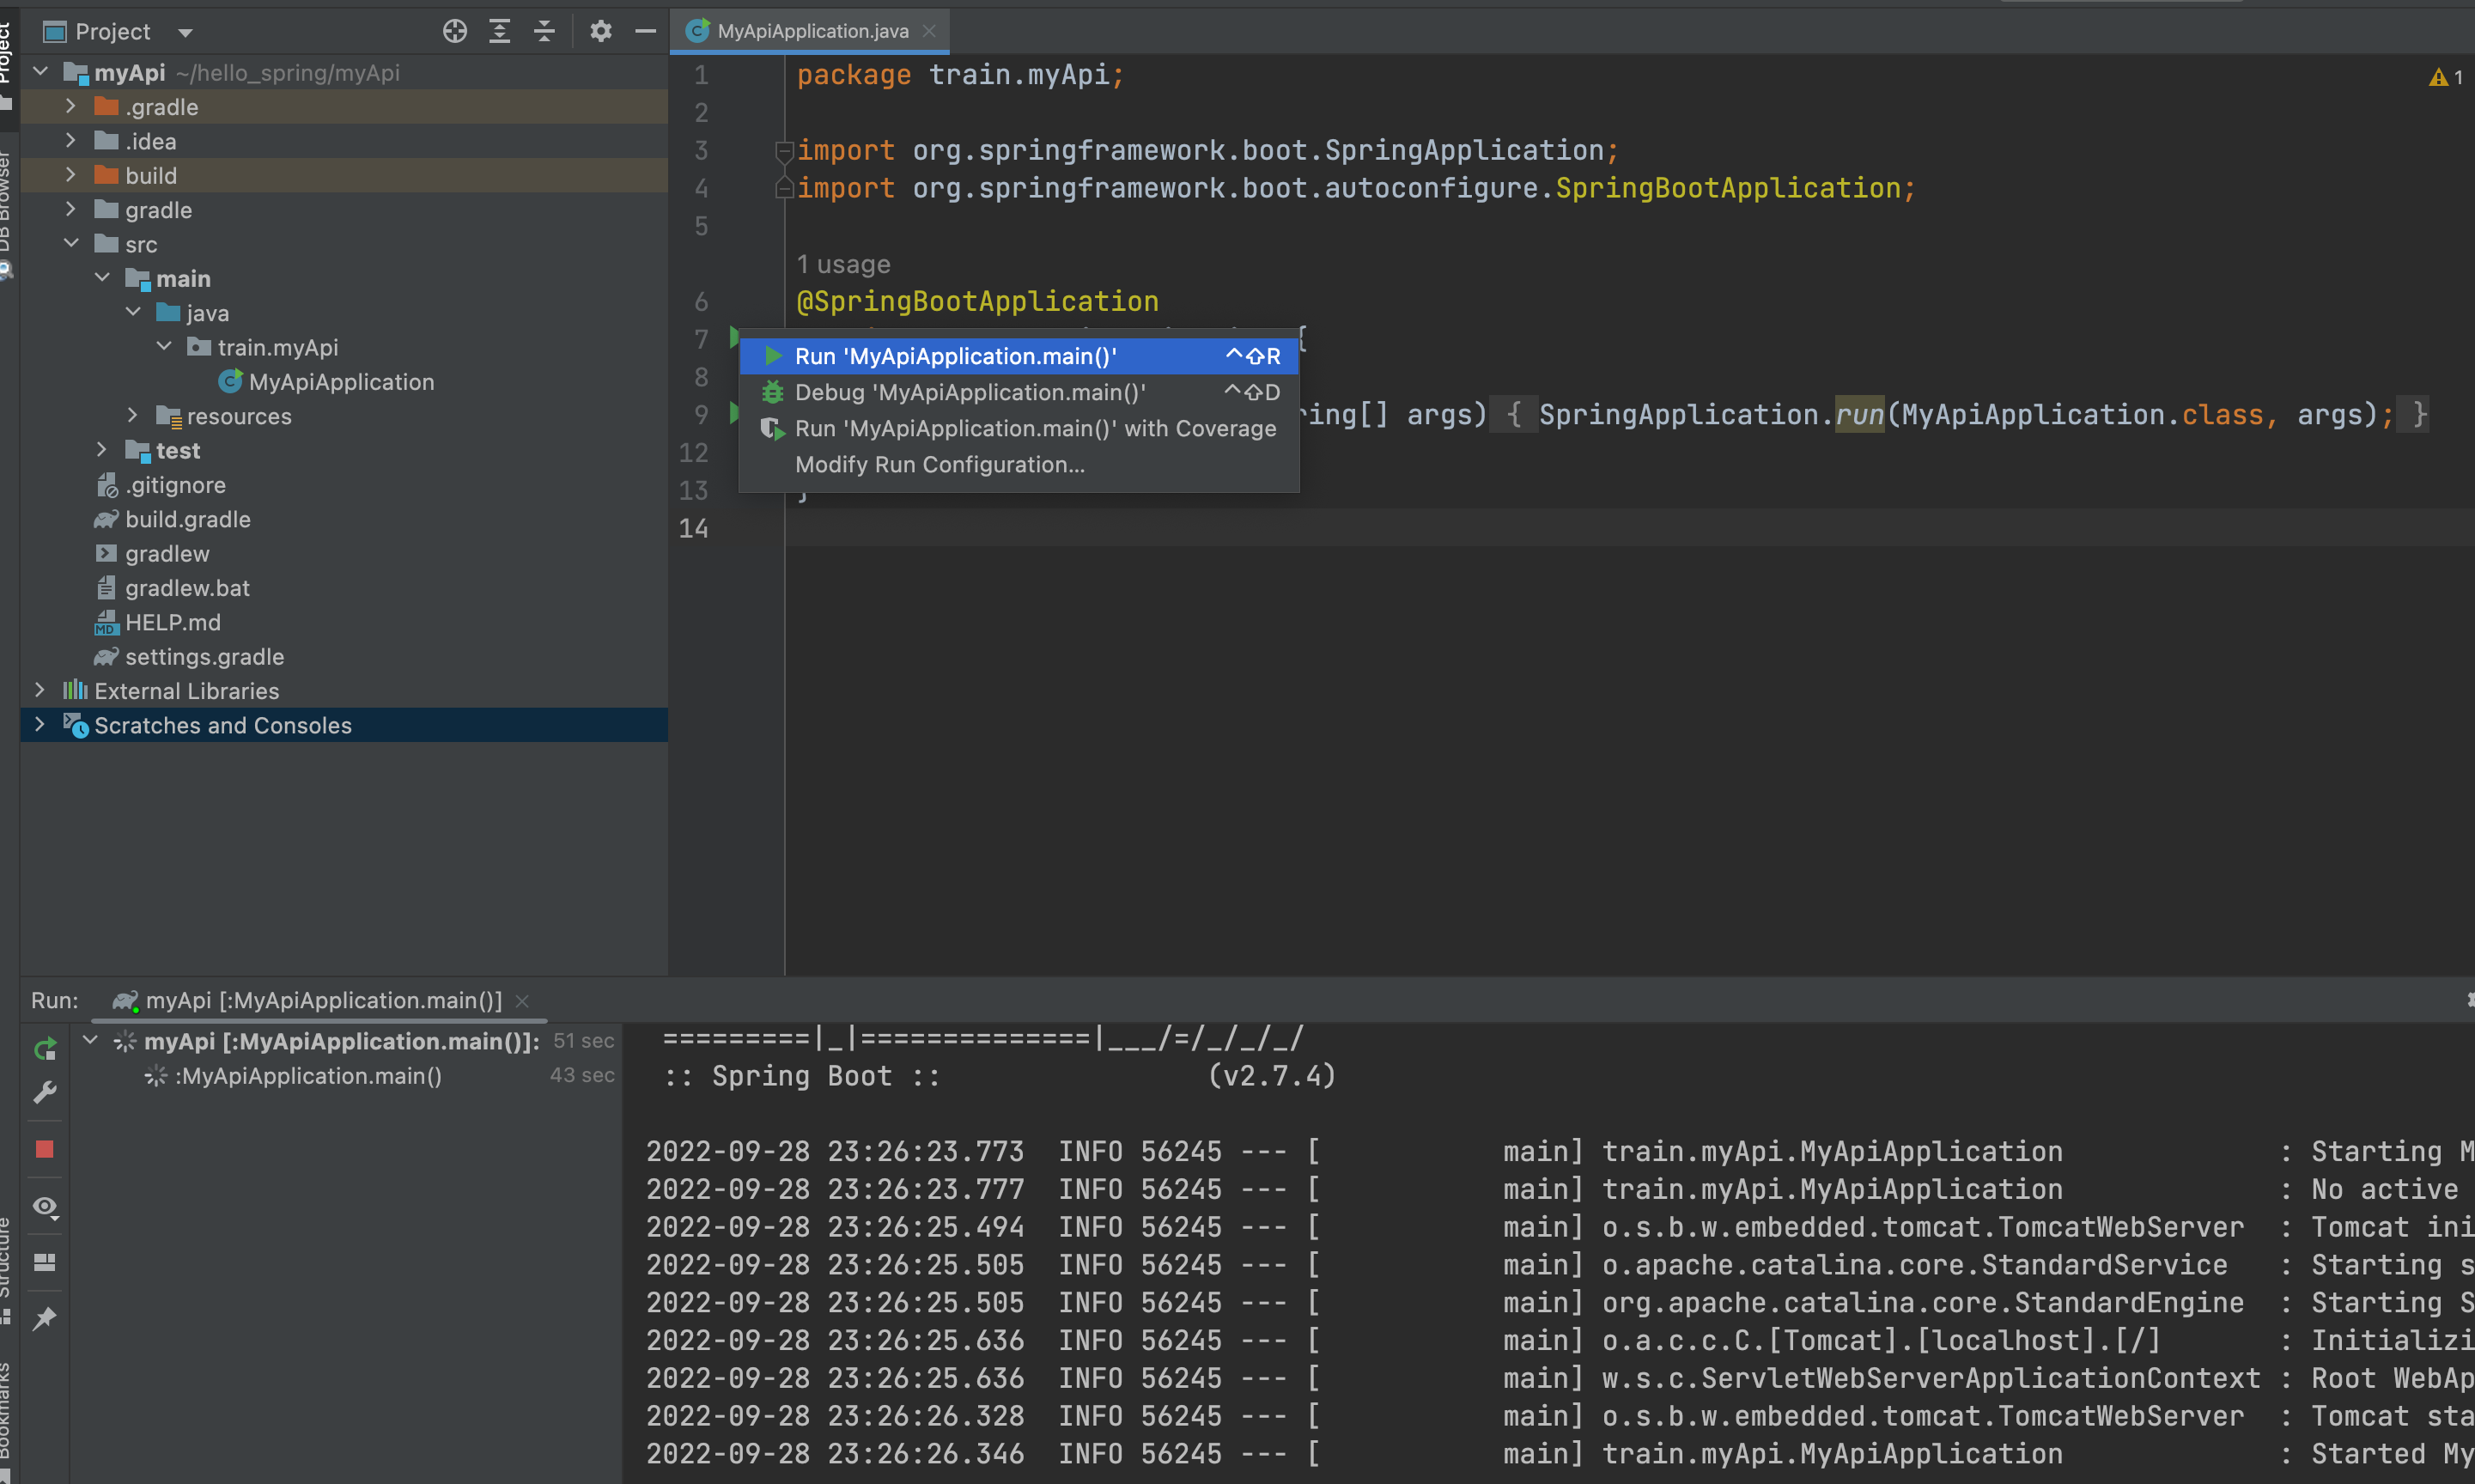 Project
myApi ~/hello_spring/myApi
.gradle
.idea
build
gradle
src
main
java
train.myApi
MyApiApplication
resources
test
.gitignore
build.gradle
gradlew
gradlew.bat
HELP.md
settings.gradle
External Libraries
Scratches and Consoles
Project
DB Browser
Structure
Bookmarks
MyApiApplication.java
1 package train.myApi;
1
2
3 import org.springframework.boot.SpringApplication;
4 import org.springframework.boot.autoconfigure.SpringBootApplication;
5
1 usage
6 @SpringBootApplication
7 {
8
9 ring[] args) { SpringApplication.run(MyApiApplication.class, args); }
12
13 }
14
Run 'MyApiApplication.main()' ^⇧R
Debug 'MyApiApplication.main()' ^⇧D
Run 'MyApiApplication.main()' with Coverage
Modify Run Configuration...
Run: myApi [:MyApiApplication.main()]
myApi [:MyApiApplication.main()]: 51 sec
:MyApiApplication.main() 43 sec
=========|_|==============|___/=/_/_/_/
:: Spring Boot :: (v2.7.4)
2022-09-28 23:26:23.773 INFO 56245 --- [ main] train.myApi.MyApiApplication : Starting M
2022-09-28 23:26:23.777 INFO 56245 --- [ main] train.myApi.MyApiApplication : No active
2022-09-28 23:26:25.494 INFO 56245 --- [ main] o.s.b.w.embedded.tomcat.TomcatWebServer : Tomcat ini
2022-09-28 23:26:25.505 INFO 56245 --- [ main] o.apache.catalina.core.StandardService : Starting s
2022-09-28 23:26:25.505 INFO 56245 --- [ main] org.apache.catalina.core.StandardEngine : Starting S
2022-09-28 23:26:25.636 INFO 56245 --- [ main] o.a.c.c.C.[Tomcat].[localhost].[/] : Initializi
2022-09-28 23:26:25.636 INFO 56245 --- [ main] w.s.c.ServletWebServerApplicationContext : Root WebAp
2022-09-28 23:26:26.328 INFO 56245 --- [ main] o.s.b.w.embedded.tomcat.TomcatWebServer : Tomcat sta
2022-09-28 23:26:26.346 INFO 56245 --- [ main] train.myApi.MyApiApplication : Started My